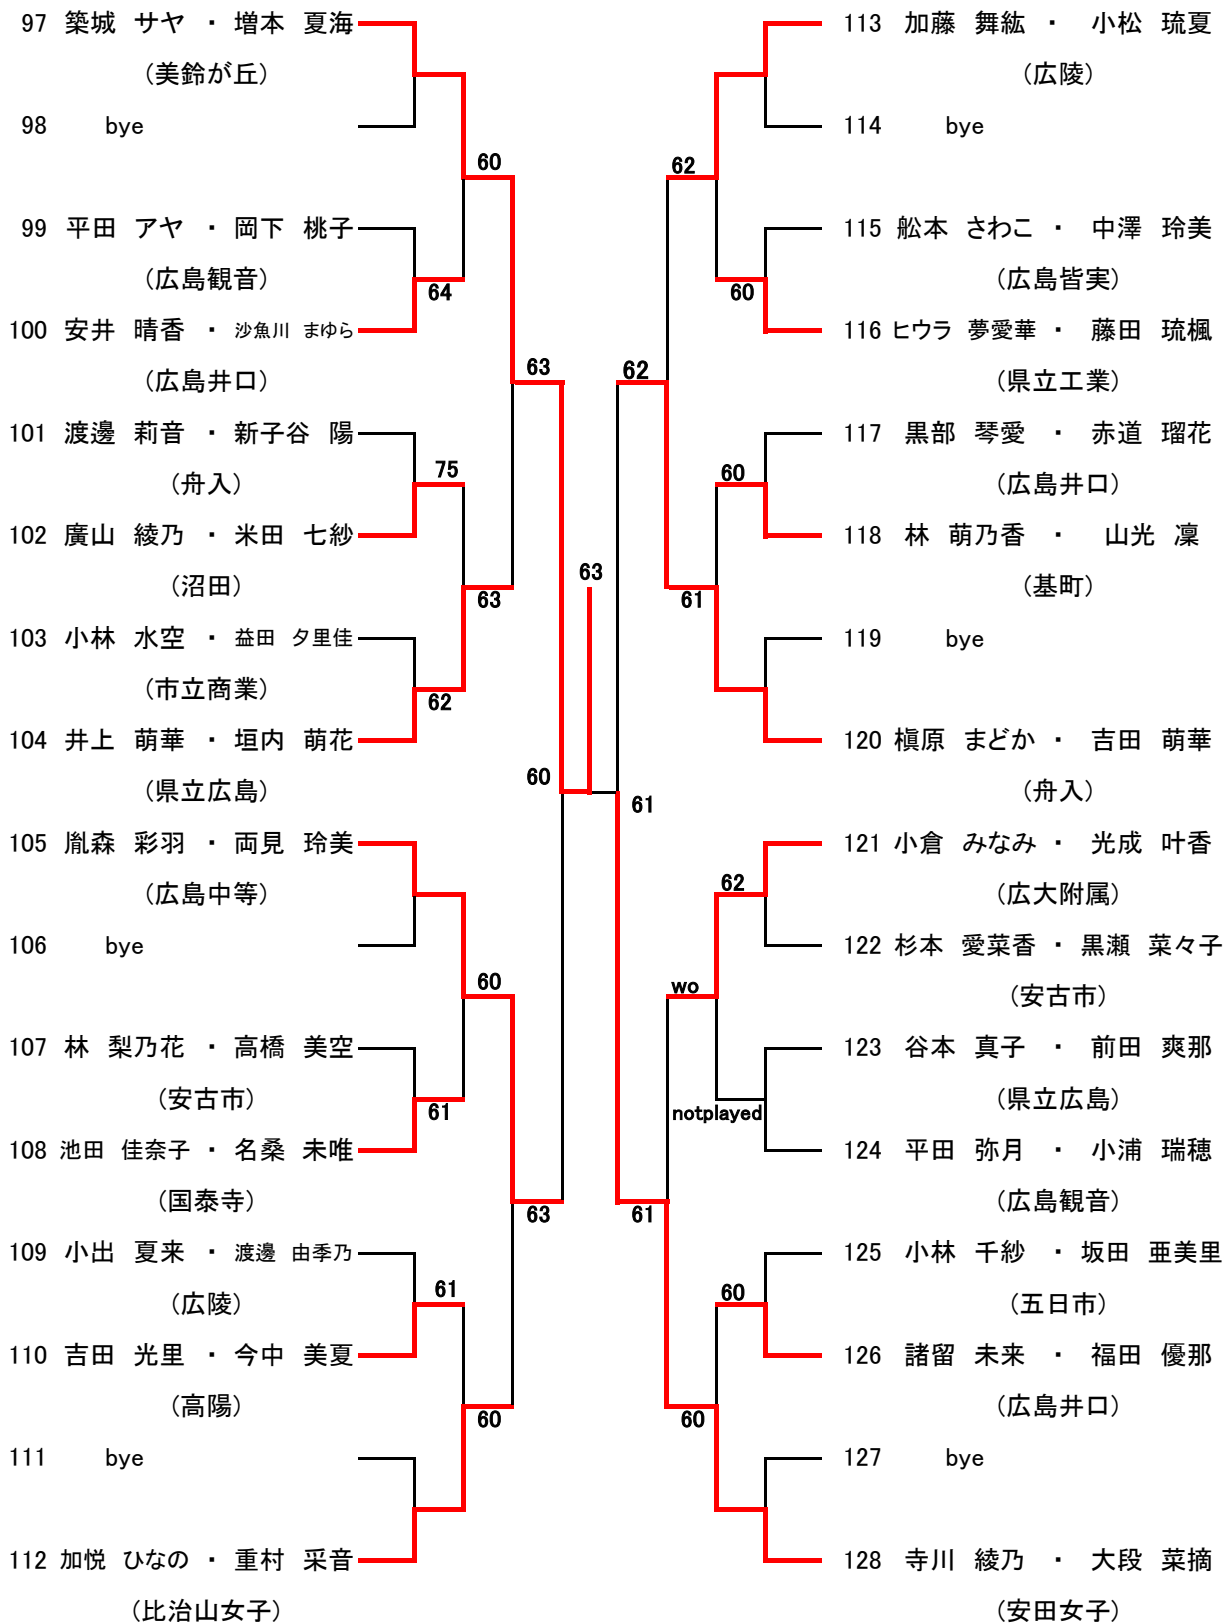 97 築城 サヤ ・ 増本 夏海
(美鈴が丘)
98 bye
60
99 平田 アヤ ・ 岡下 桃子
(広島観音)
64
100 安井 晴香 ・ 沙魚川 まゆら
(広島井口)
63
101 渡邊 莉音 ・ 新子谷 陽
75
(舟入)
102 廣山 綾乃 ・ 米田 七紗
(沼田)
63
103 小林 水空 ・ 益田 夕里佳
(市立商業)
62
104 井上 萌華 ・ 垣内 萌花
(県立広島)
60
105 胤森 彩羽 ・ 両見 玲美
(広島中等)
106 bye
60
107 林 梨乃花 ・ 高橋 美空
(安古市)
61
108 池田 佳奈子 ・ 名桑 未唯
(国泰寺)
63
109 小出 夏来 ・ 渡邊 由季乃
61
(広陵)
110 吉田 光里 ・ 今中 美夏
(高陽)
60
111 bye
112 加悦 ひなの ・ 重村 采音
(比治山女子)
63
113 加藤 舞紘 ・ 小松 琉夏
(広陵)
114 bye
62
115 舩本 さわこ ・ 中澤 玲美
(広島皆実)
60
116 ヒウラ 夢愛華 ・ 藤田 琉楓
(県立工業)
62
117 黒部 琴愛 ・ 赤道 瑠花
60
(広島井口)
118 林 萌乃香 ・ 山光 凜
(基町)
61
119 bye
120 槇原 まどか ・ 吉田 萌華
(舟入)
61
121 小倉 みなみ ・ 光成 叶香
62
(広大附属)
122 杉本 愛菜香 ・ 黒瀬 菜々子
wo
(安古市)
123 谷本 真子 ・ 前田 爽那
(県立広島)
notplayed
124 平田 弥月 ・ 小浦 瑞穂
(広島観音)
61
125 小林 千紗 ・ 坂田 亜美里
60
(五日市)
126 諸留 未来 ・ 福田 優那
(広島井口)
60
127 bye
128 寺川 綾乃 ・ 大段 菜摘
(安田女子)